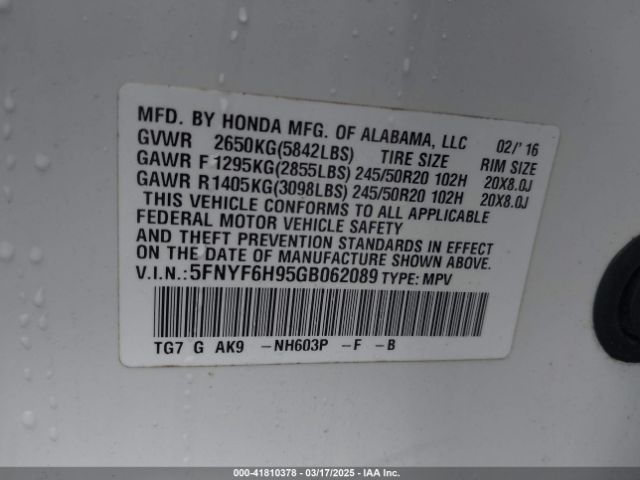 MFD. BY HONDA MFG. OF ALABAMA, LLC 02/' 16
GVWR 2650KG(5842LBS) TIRE SIZE RIM SIZE
GAWR F 1295KG(2855LBS) 245/50R20 102H 20X8.0J
GAWR R1405KG(3098LBS) 245/50R20 102H 20X8.0J
THIS VEHICLE CONFORMS TO ALL APPLICABLE
FEDERAL MOTOR VEHICLE SAFETY
AND THEFT PREVENTION STANDARDS IN EFFECT
ON THE DATE OF MANUFACTURE SHOWN ABOVE.
V.I.N.: 5FNYF6H95GB062089 TYPE: MPV
TG7 G AK9 -NH603P -F -B
000-41810378 - 03/17/2025 - IAA, Inc.